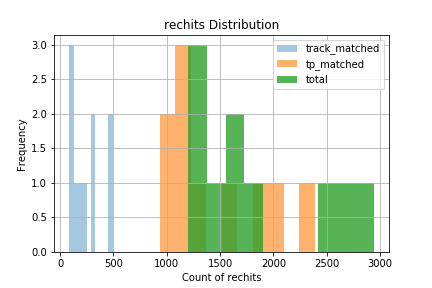 rechits Distribution
track_matched
tp_matched
total
Frequency
3.0
2.5
2.0
1.5
1.0
0.5
0.0
0 500 1000 1500 2000 2500 3000
Count of rechits